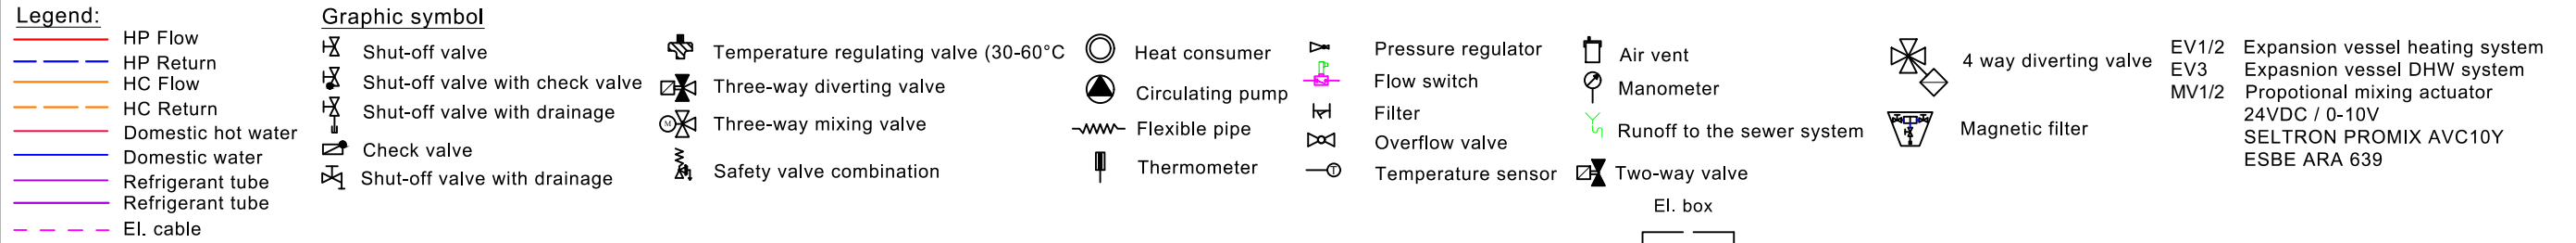 Legend:
HP Flow
HP Return
HC Flow
HC Return
Domestic hot water
Domestic water
Refrigerant tube
Refrigerant tube
El. cable
Graphic symbol
Shut-off valve
Shut-off valve with check valve
Shut-off valve with drainage
Check valve
Shut-off valve with drainage
Temperature regulating valve (30-60°C
Three-way diverting valve
M
Three-way mixing valve
Safety valve combination
Heat consumer
Circulating pump
Flexible pipe
Thermometer
Pressure regulator
Flow switch
Filter
Overflow valve
T
Temperature sensor
Air vent
Manometer
Runoff to the sewer system
Two-way valve
El. box
4 way diverting valve
Magnetic filter
EV1/2 Expansion vessel heating system
EV3 Expasnion vessel DHW system
MV1/2 Propotional mixing actuator
24VDC / 0-10V
SELTRON PROMIX AVC10Y
ESBE ARA 639